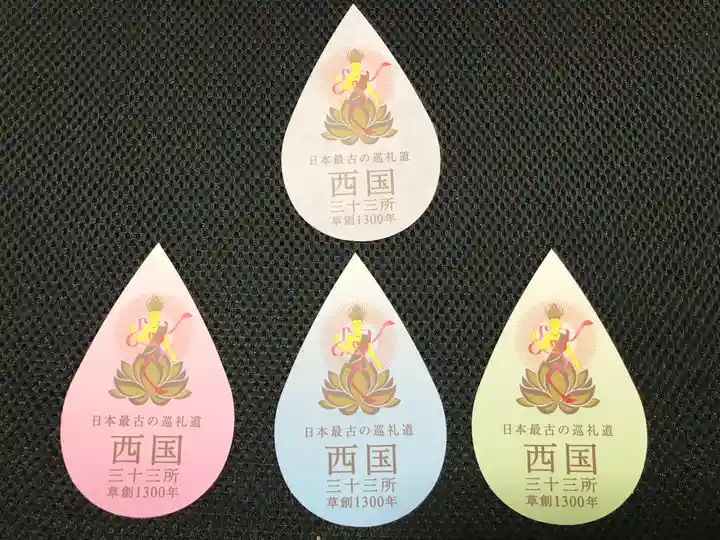 日本最古の巡礼道
西国
三十三所
草創1300年
日本最古の巡礼道
西国
三十三所
草創1300年
日本最古の巡礼道
西国
三十三所
草創1300年
日本最古の巡礼道
西国
三十三所
草創1300年